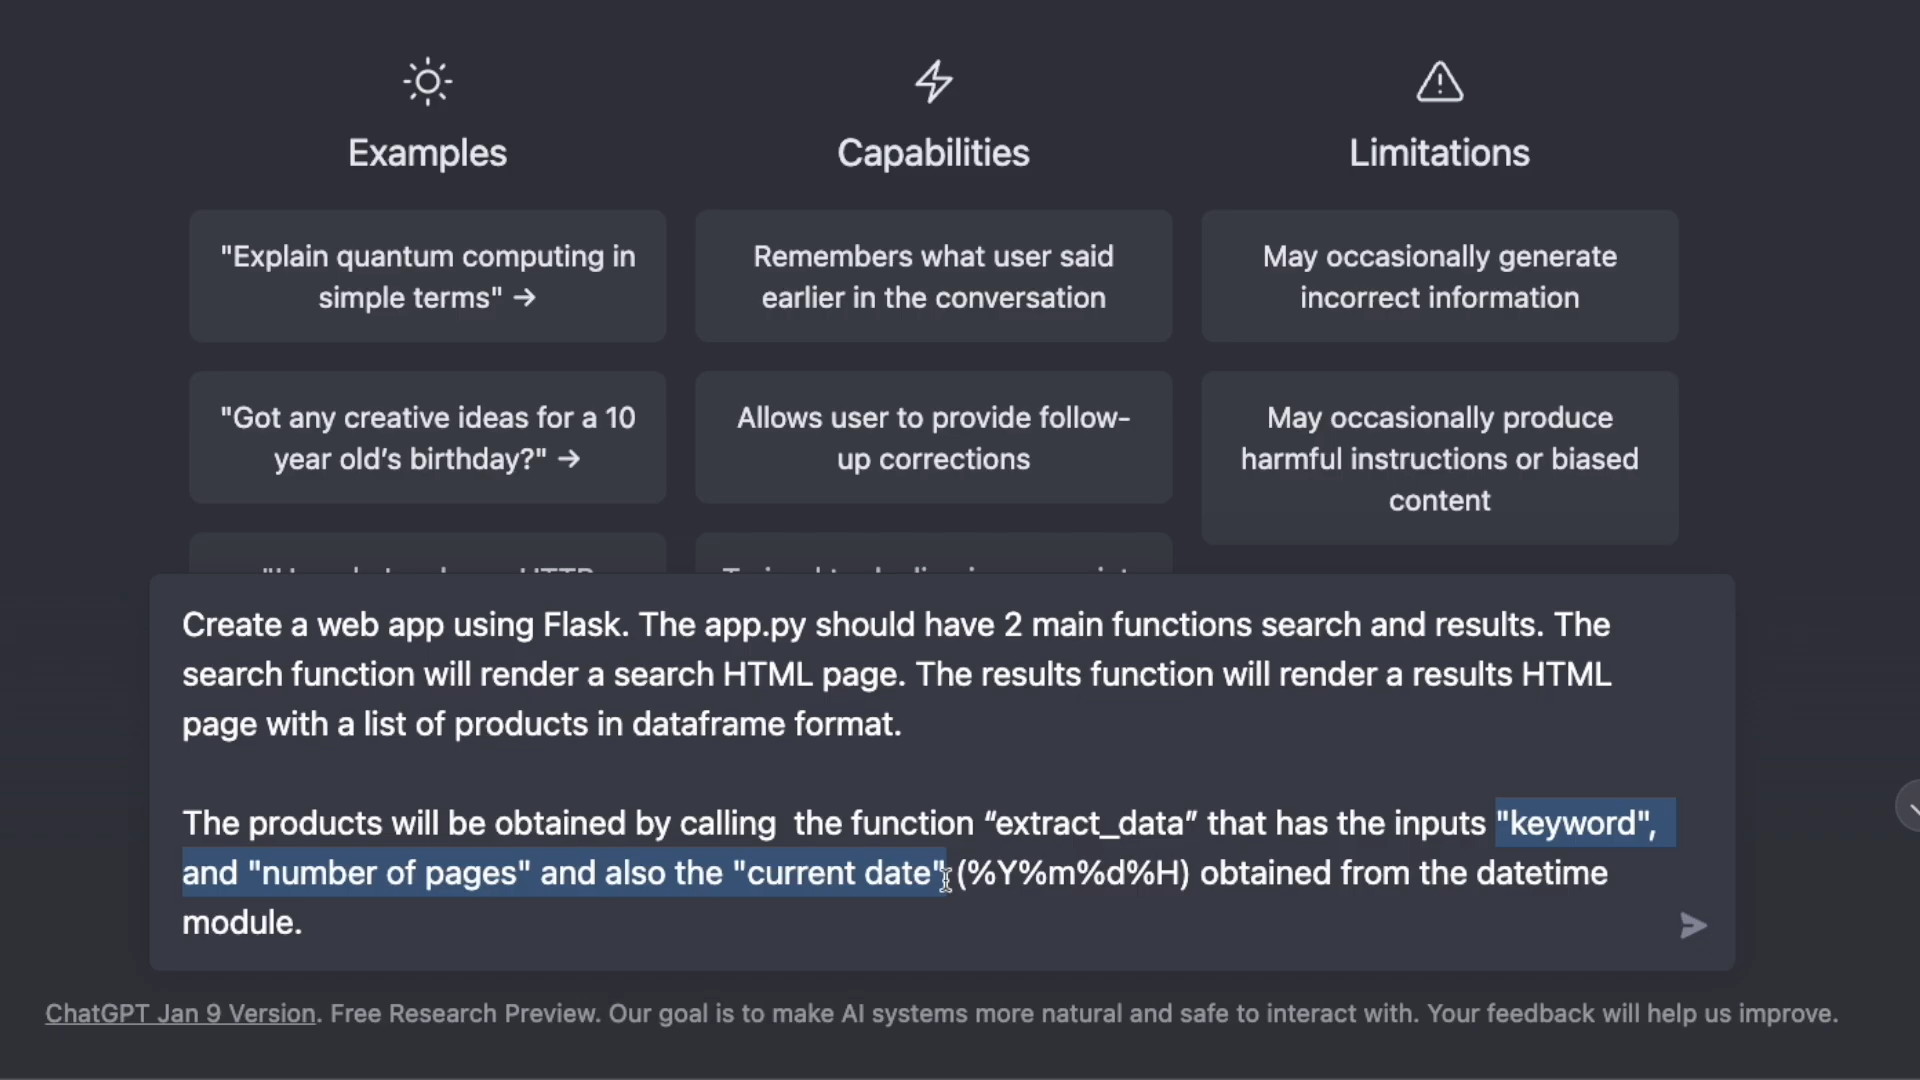 Examples
Capabilities
Limitations
"Explain quantum computing in
simple terms" →
Remembers what user said
earlier in the conversation
May occasionally generate
incorrect information
"Got any creative ideas for a 10
year old's birthday?" →
Allows user to provide follow-
up corrections
May occasionally produce
harmful instructions or biased
content
Create a web app using Flask. The app.py should have 2 main functions search and results. The
search function will render a search HTML page. The results function will render a results HTML
page with a list of products in dataframe format.
The products will be obtained by calling  the function “extract_data” that has the inputs "keyword",
and "number of pages" and also the "current date" (%Y%m%d%H) obtained from the datetime
module.
ChatGPT Jan 9 Version. Free Research Preview. Our goal is to make AI systems more natural and safe to interact with. Your feedback will help us improve.